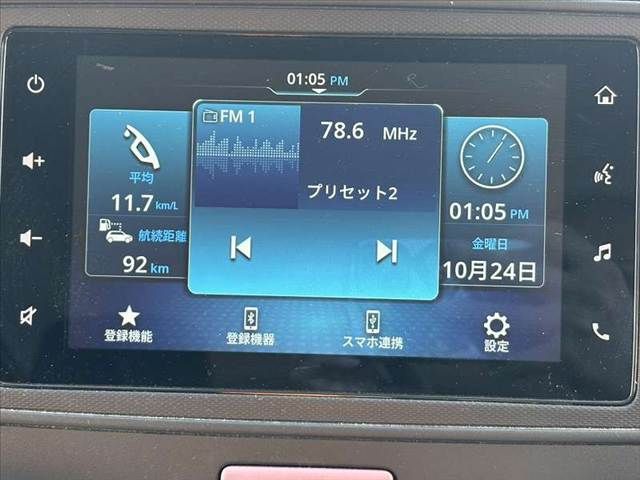 01:05 PM
平均
11.7 km/L
航続距離
92 km
FM 1
78.6 MHz
プリセット2
01:05 PM
金曜日
10月24日
登録機能
登録機器
スマホ連携
設定